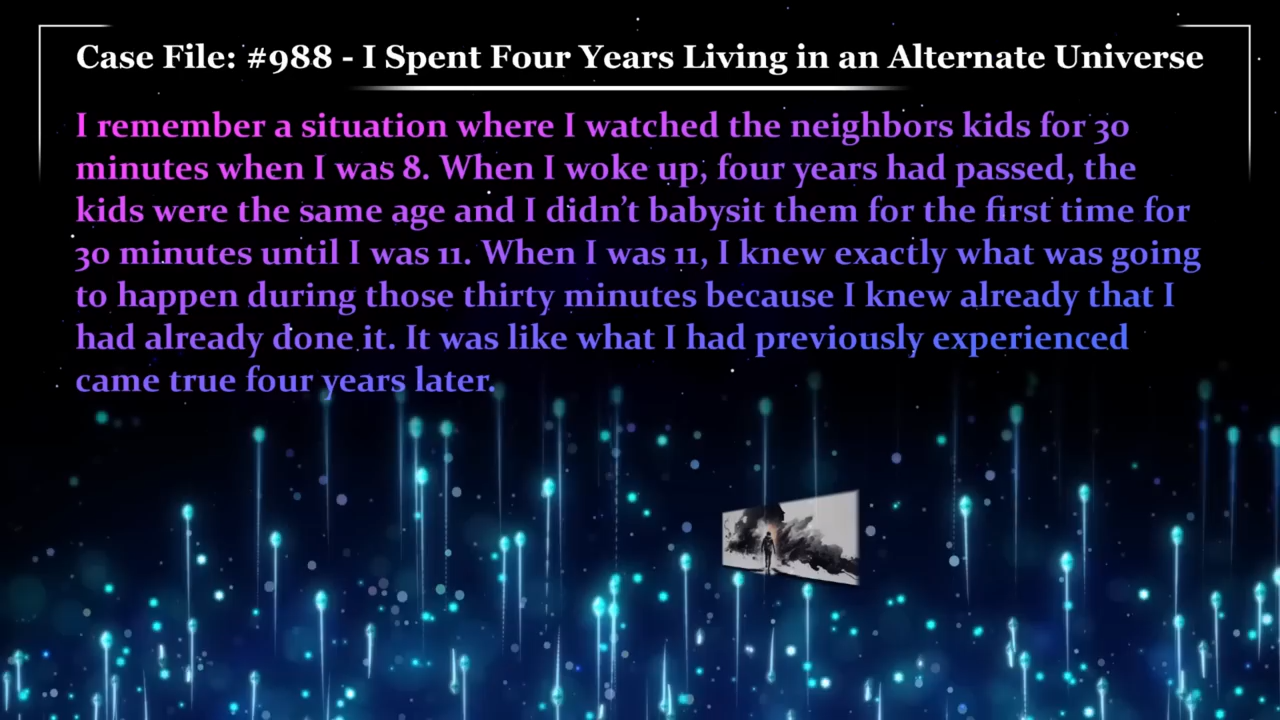 Case File: #988 - I Spent Four Years Living in an Alternate Universe
I remember a situation where I watched the neighbors kids for 30
minutes when I was 8. When I woke up, four years had passed, the
kids were the same age and I didn’t babysit them for the first time for
30 minutes until I was 11. When I was 11, I knew exactly what was going
to happen during those thirty minutes because I knew already that I
had already done it. It was like what I had previously experienced
came true four years later.